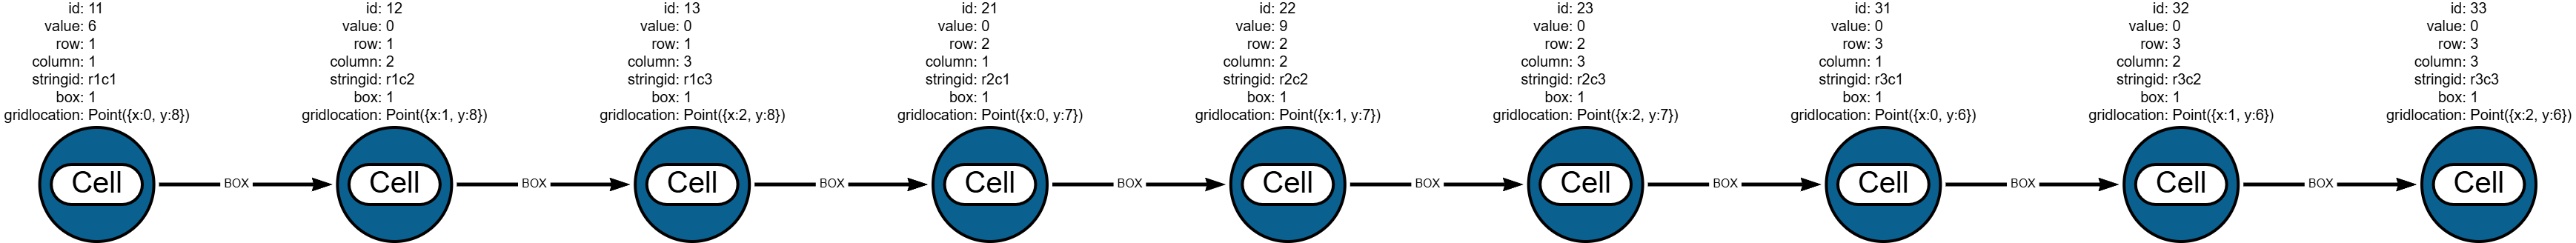 id: 11
value: 6
row: 1
column: 1
stringid: r1c1
box: 1
gridlocation: Point({x:0, y:8})
Cell
BOX
id: 12
value: 0
row: 1
column: 2
stringid: r1c2
box: 1
gridlocation: Point({x:1, y:8})
Cell
BOX
id: 13
value: 0
row: 1
column: 3
stringid: r1c3
box: 1
gridlocation: Point({x:2, y:8})
Cell
BOX
id: 21
value: 0
row: 2
column: 1
stringid: r2c1
box: 1
gridlocation: Point({x:0, y:7})
Cell
BOX
id: 22
value: 9
row: 2
column: 2
stringid: r2c2
box: 1
gridlocation: Point({x:1, y:7})
Cell
BOX
id: 23
value: 0
row: 2
column: 3
stringid: r2c3
box: 1
gridlocation: Point({x:2, y:7})
Cell
BOX
id: 31
value: 0
row: 3
column: 1
stringid: r3c1
box: 1
gridlocation: Point({x:0, y:6})
Cell
BOX
id: 32
value: 0
row: 3
column: 2
stringid: r3c2
box: 1
gridlocation: Point({x:1, y:6})
Cell
BOX
id: 33
value: 0
row: 3
column: 3
stringid: r3c3
box: 1
gridlocation: Point({x:2, y:6})
Cell